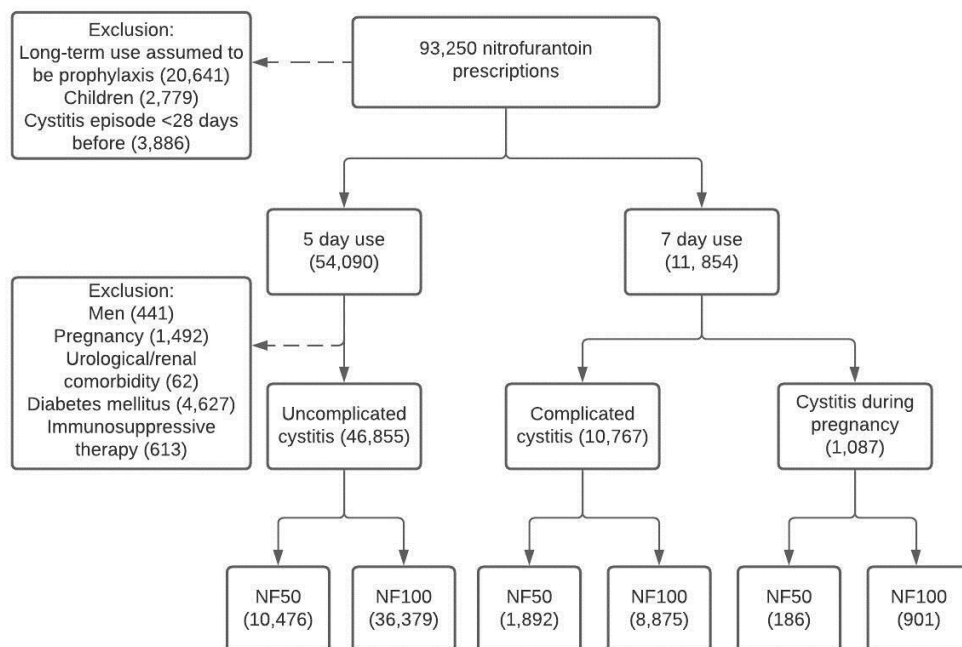 Exclusion:
Long-term use assumed to
be prophylaxis (20,641)
Children (2,779)
Cystitis episode <28 days
before (3,886)
93,250 nitrofurantoin
prescriptions
5 day use
(54,090)
7 day use
(11, 854)
Exclusion:
Men (441)
Pregnancy (1,492)
Urological/renal
comorbidity (62)
Diabetes mellitus (4,627)
Immunosuppressive
therapy (613)
Uncomplicated
cystitis (46,855)
Complicated
cystitis (10,767)
Cystitis during
pregnancy
(1,087)
NF50
(10,476)
NF100
(36,379)
NF50
(1,892)
NF100
(8,875)
NF50
(186)
NF100
(901)